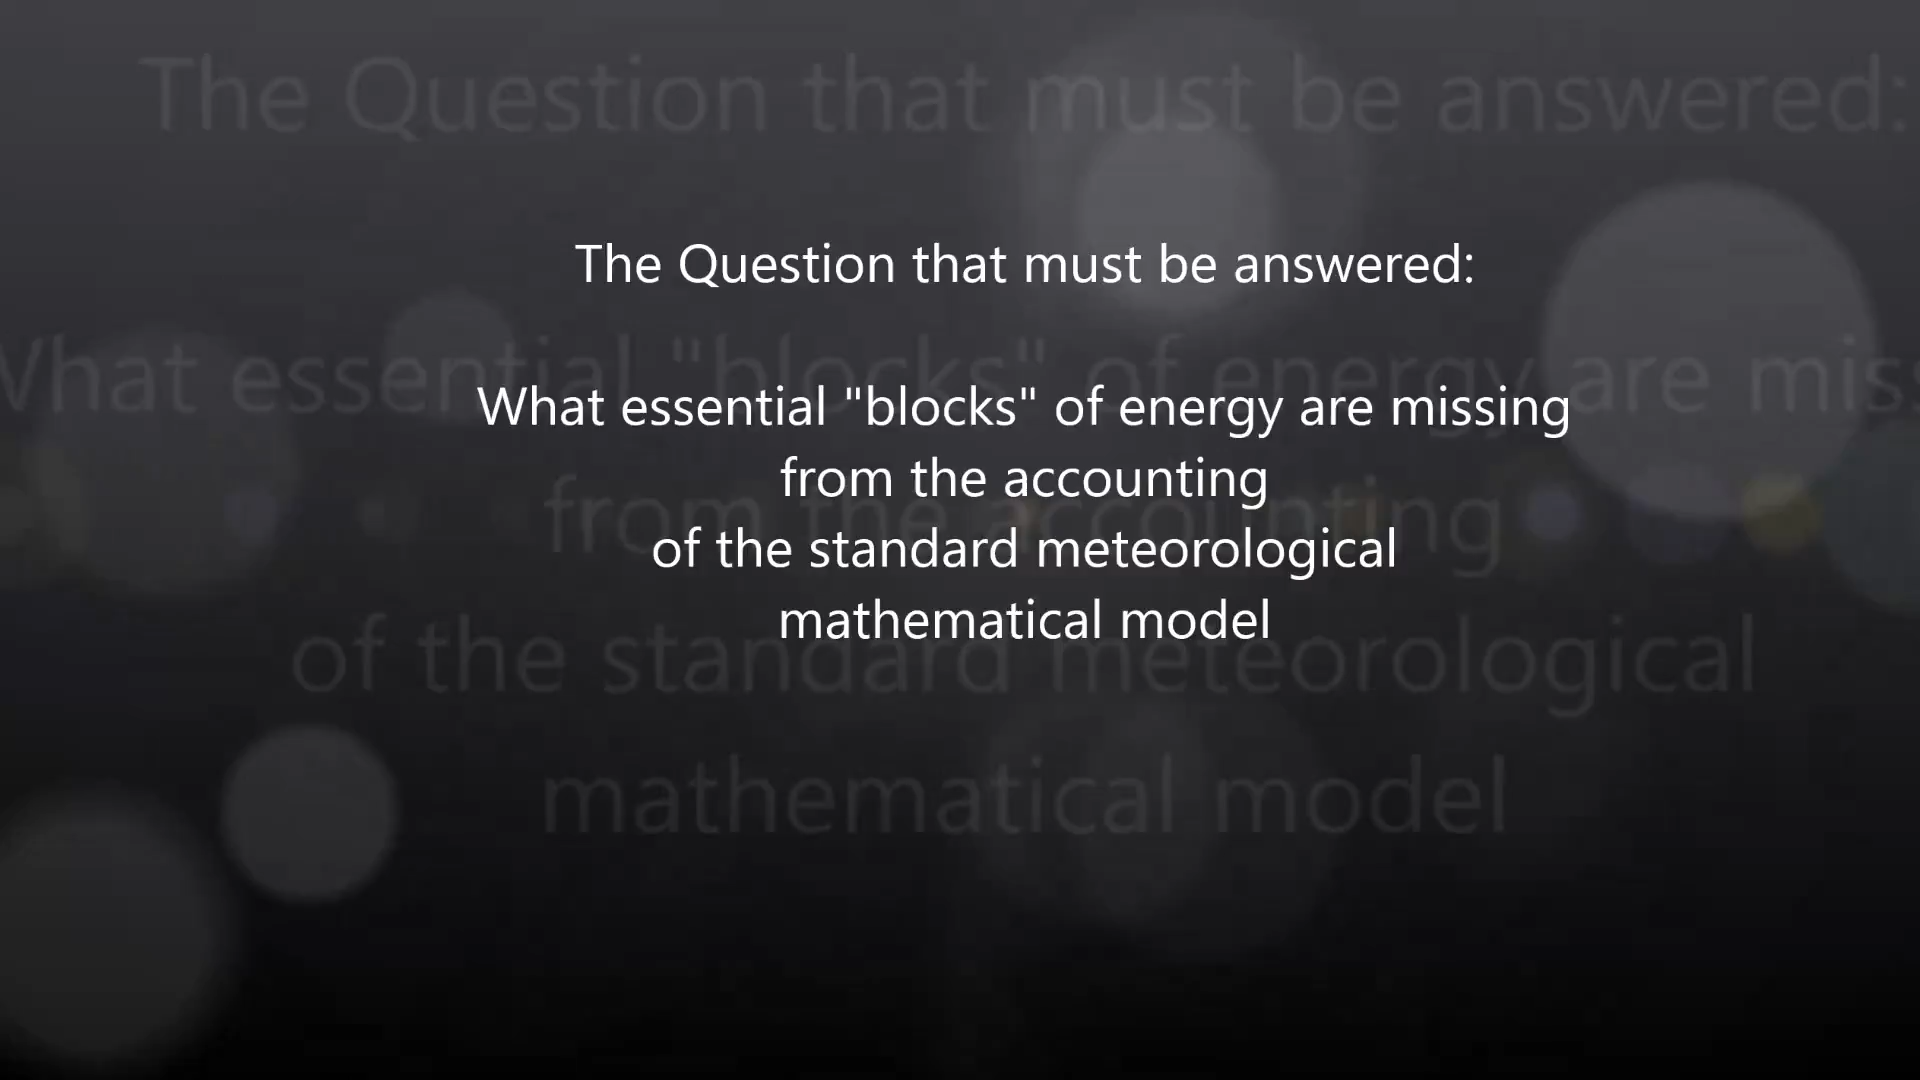 The Question that must be answered:
What essential "blocks" of energy are missing
from the accounting
of the standard meteorological
mathematical model